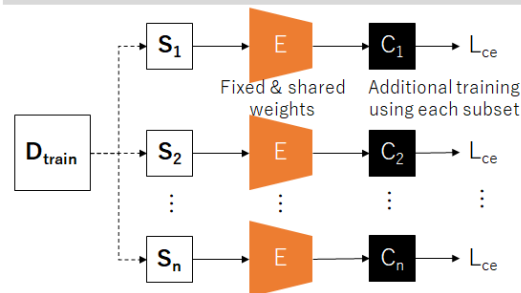 S1 E C1 Lce
Fixed & shared weights
Additional training using each subset
Dtrain
S2 E C2 Lce
⋮ ⋮ ⋮ ⋮
Sn E Cn Lce